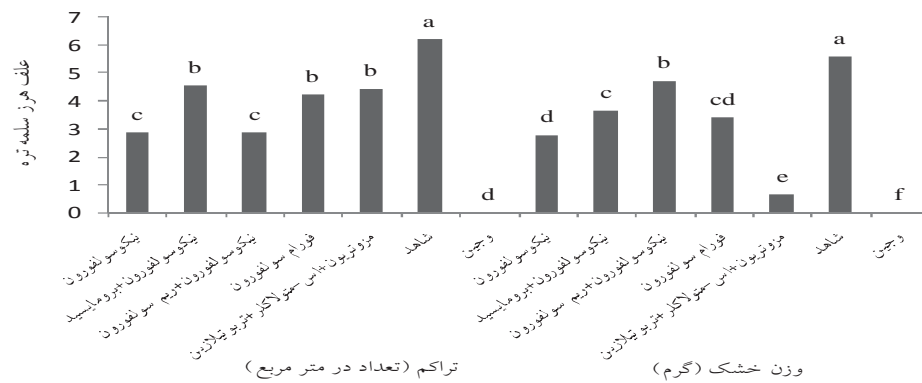 علف هرز سلمه تره
7
6
5
4
3
2
1
0
c
b
c
b
b
a
d
d
c
b
cd
e
a
f
نیکوسولفورون
نیکوسولفورون+برومایسید
نیکوسولفورون+ریم سولفورون
فورام سولفورون
مزوتریون+اس-متولاکلر+تربوتیلازین
شاهد
وجین
نیکوسولفورون
نیکوسولفورون+برومایسید
نیکوسولفورون+ریم سولفورون
فورام سولفورون
مزوتریون+اس-متولاکلر+تربوتیلازین
شاهد
وجین
تراکم (تعداد در متر مربع)
وزن خشک (گرم)